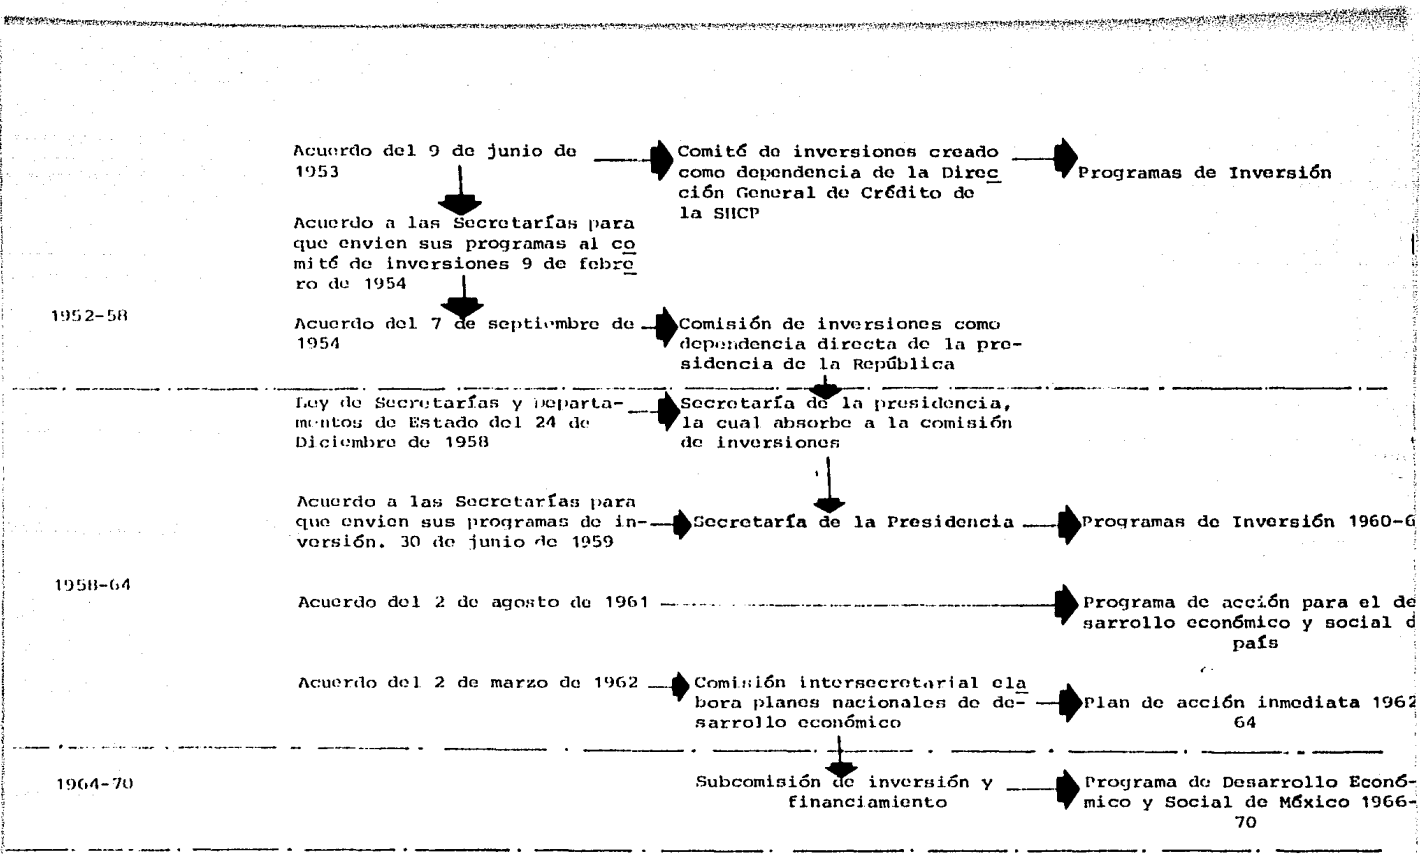 Acuerdo del 9 de junio de
1953
Comité de inversiones creado
como dependencia de la Direc
ción General de Crédito de
la SHCP
Programas de Inversión
Acuerdo a las Secretarías para
que envien sus programas al co
mité de inversiones 9 de febre
ro de 1954
1952-58
Acuerdo del 7 de septiembre de
1954
Comisión de inversiones como
dependencia directa de la pre-
sidencia de la República
Ley de Secretarías y Departa-
mentos de Estado del 24 de
Diciembre de 1958
Secretaría de la presidencia,
la cual absorbe a la comisión
de inversiones
Acuerdo a las Secretarías para
que envien sus programas de in-
versión. 30 de junio de 1959
Secretaría de la Presidencia
Programas de Inversión 1960-6
1958-64
Acuerdo del 2 de agosto de 1961
Programa de acción para el de
sarrollo económico y social d
país
Acuerdo del 2 de marzo de 1962
Comisión intersecretarial ela
bora planes nacionales de de-
sarrollo económico
Plan de acción inmediata 1962
64
1964-70
Subcomisión de inversión y
financiamiento
Programa de Desarrollo Econó-
mico y Social de México 1966-
70